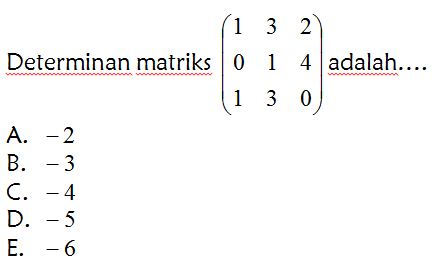 Determinan matriks (1 3 2
0 1 4
1 3 0) adalah....
A. −2
B. −3
C. −4
D. −5
E. −6